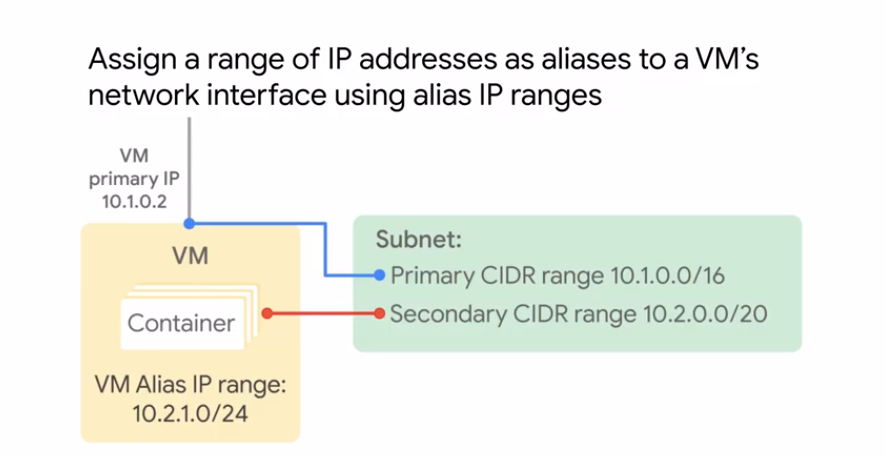 Assign a range of IP addresses as aliases to a VM's
network interface using alias IP ranges
VM
primary IP
10.1.0.2
VM
Container
VM Alias IP range:
10.2.1.0/24
Subnet:
Primary CIDR range 10.1.0.0/16
Secondary CIDR range 10.2.0.0/20